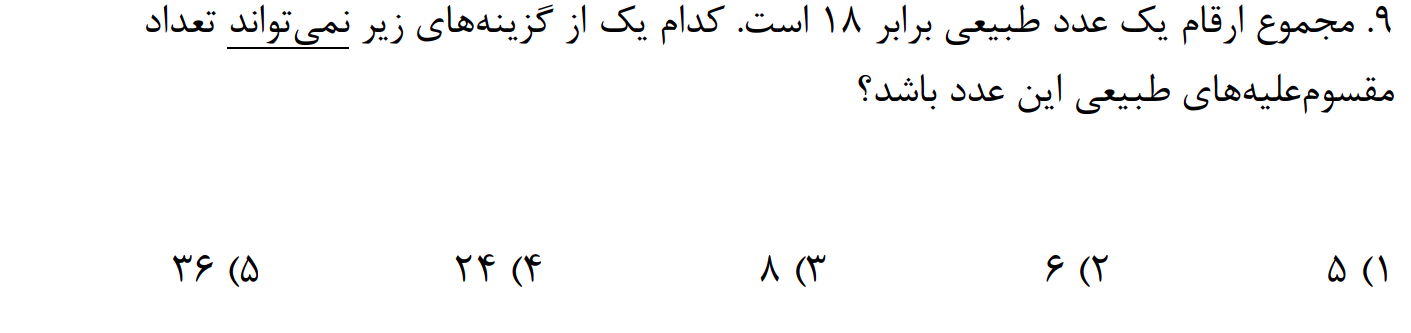 ۹. مجموع ارقام یک عدد طبیعی برابر ۱۸ است. کدام یک از گزینه‌های زیر نمی‌تواند تعداد
مقسوم‌علیه‌های طبیعی این عدد باشد؟
۱) ۵ ۲) ۶ ۳) ۸ ۴) ۲۴ ۵) ۳۶